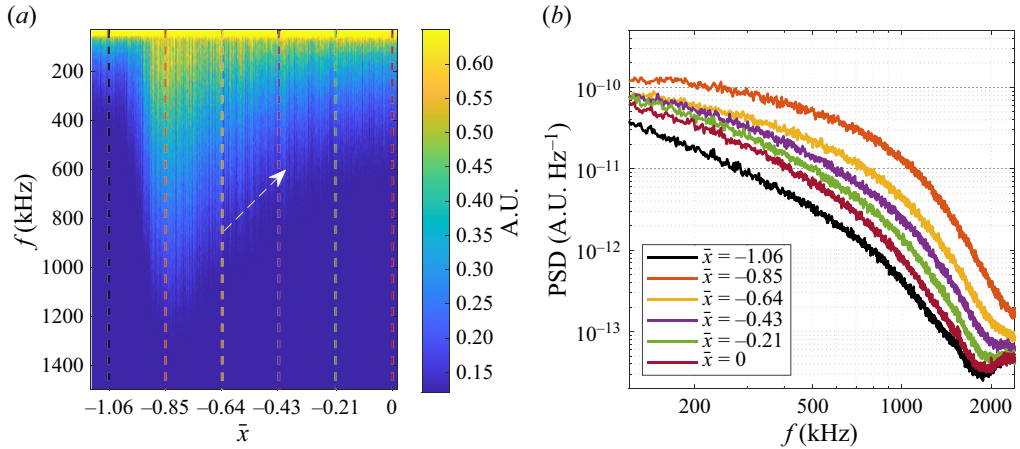 (a)
200
400
600
800
1000
1200
1400
f (kHz)
−1.06
−0.85
−0.64
−0.43
−0.21
0
x̄
0.60
0.55
0.50
0.45
0.40
0.35
0.30
0.25
0.20
0.15
A.U.
(b)
10⁻¹⁰
10⁻¹¹
10⁻¹²
10⁻¹³
PSD (A.U. Hz⁻¹)
x̄ = −1.06
x̄ = −0.85
x̄ = −0.64
x̄ = −0.43
x̄ = −0.21
x̄ = 0
200
500
1000
2000
f (kHz)